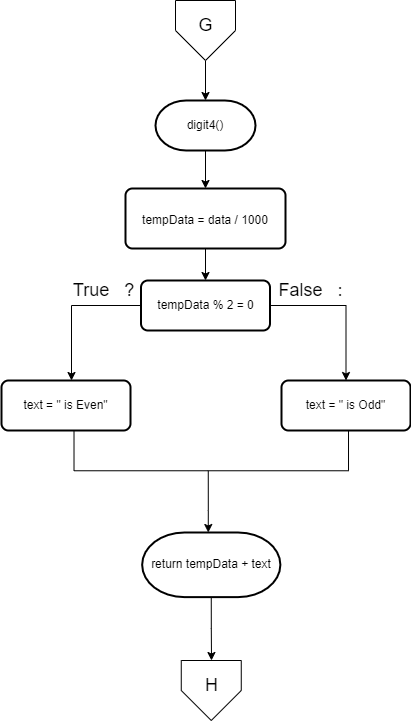 G
digit4()
tempData = data / 1000
True ?
tempData % 2 = 0
False :
text = " is Even"
text = " is Odd"
return tempData + text
H